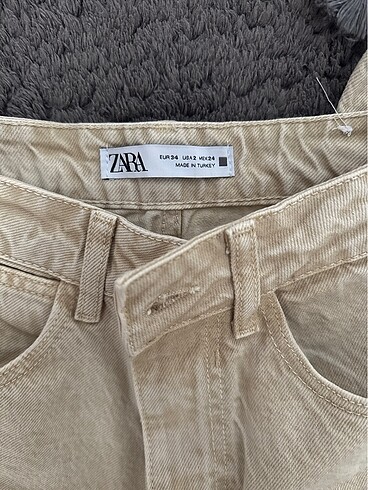 ZARA
EUR 34 USA 2 MEX 24
MADE IN TURKEY